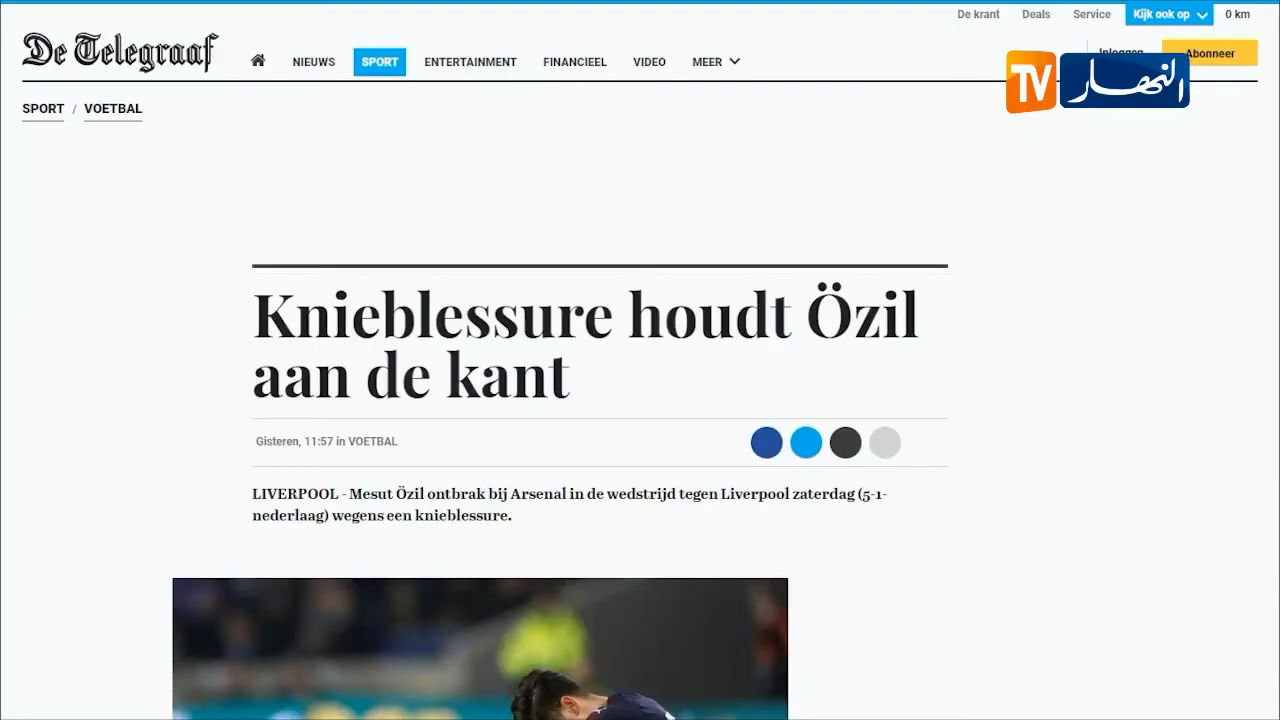 De krant Deals Service Kijk ook op 0 km
De Telegraaf
NIEUWS SPORT ENTERTAINMENT FINANCIEEL VIDEO MEER
Inloggen Abonneer
TV النهار
SPORT / VOETBAL
Knieblessure houdt Özil
aan de kant
Gisteren, 11:57 in VOETBAL
LIVERPOOL - Mesut Özil ontbrak bij Arsenal in de wedstrijd tegen Liverpool zaterdag (5-1-
nederlaag) wegens een knieblessure.